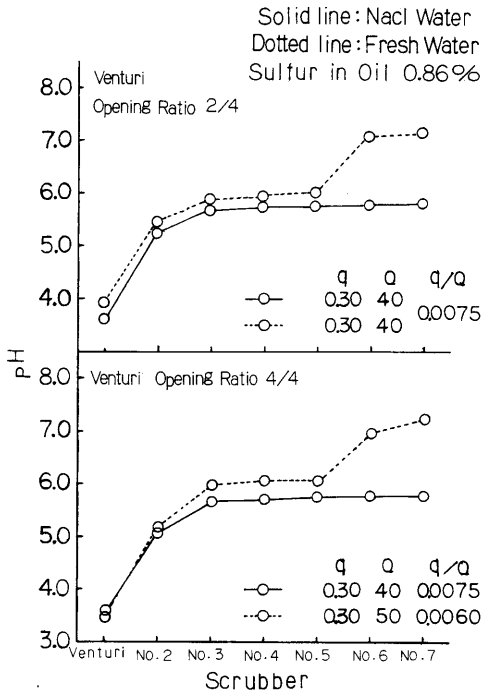 Solid line: Nacl Water
Dotted line: Fresh Water
Sulfur in Oil 0.86%
Venturi
Opening Ratio 2/4
8.0
7.0
6.0
5.0
4.0
q Q q/Q
0.30 40
0.0075
0.30 40
pH
8.0
Venturi Opening Ratio 4/4
7.0
6.0
5.0
4.0
3.0
q Q q/Q
0.30 40 0.0075
0.30 50 0.0060
Venturi No.2 No.3 No.4 No.5 No.6 No.7
Scrubber